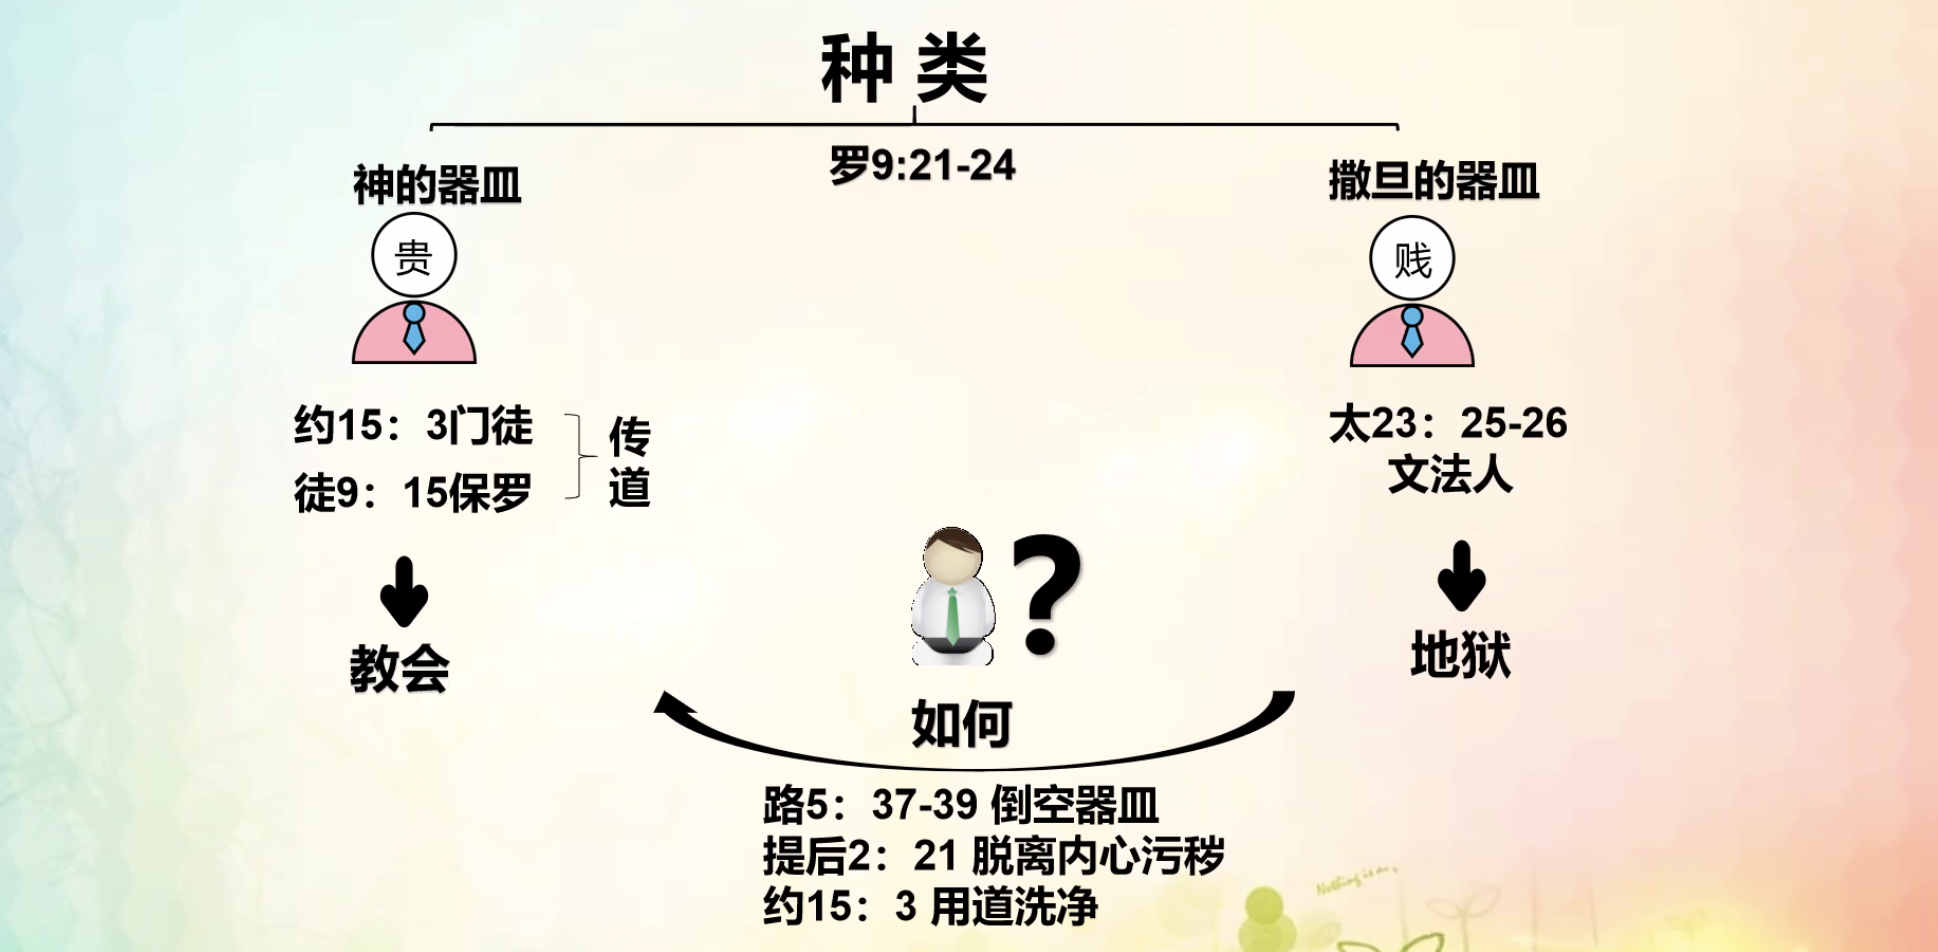 种 类
罗9:21-24
神的器皿
贵
约15：3门徒
徒9：15保罗
传
道
教会
撒旦的器皿
贱
太23：25-26
文法人
地狱
?
如何
路5：37-39 倒空器皿
提后2：21 脱离内心污秽
约15：3 用道洗净
Nothing is